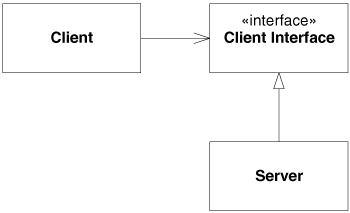 Client
«interface»
Client Interface
Server